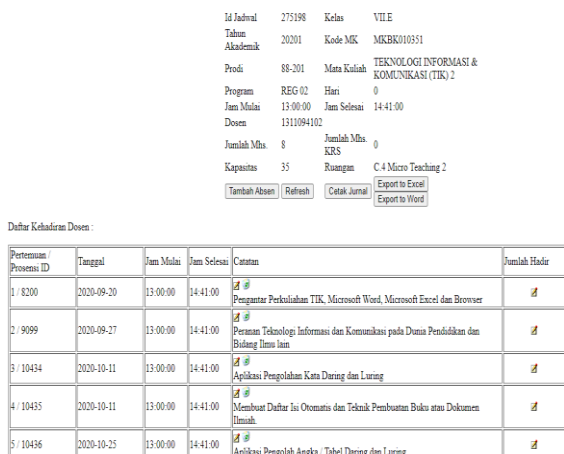 Id Jadwal 275198 Kelas VII.E
Tahun Akademik 20201 Kode MK MKBK010351
Prodi 88-201 Mata Kuliah TEKNOLOGI INFORMASI & KOMUNIKASI (TIK) 2
Program REG 02 Hari 0
Jam Mulai 13:00:00 Jam Selesai 14:41:00
Dosen 1311094102
Jumlah Mhs. 8 Jumlah Mhs. KRS 0
Kapasitas 35 Ruangan C.4 Micro Teaching 2
Tambah Absen Refresh Cetak Jurnal Export to Excel
Export to Word
Daftar Kehadiran Dosen :
Pertemuan / Prosensi ID Tanggal Jam Mulai Jam Selesai Catatan Jumlah Hadir
1 / 8200 2020-09-20 13:00:00 14:41:00 Pengantar Perkuliahan TIK, Microsoft Word, Microsoft Excel dan Browser
2 / 9099 2020-09-27 13:00:00 14:41:00 Peranan Teknologi Informasi dan Komunikasi pada Dunia Pendidikan dan
Bidang Ilmu lain
3 / 10434 2020-10-11 13:00:00 14:41:00 Aplikasi Pengolahan Kata Daring dan Luring
4 / 10435 2020-10-11 13:00:00 14:41:00 Membuat Daftar Isi Otomatis dan Teknik Pembuatan Buku atau Dokumen
Ilmiah.
5 / 10436 2020-10-25 13:00:00 14:41:00 Aplikasi Pengolah Angka / Tabel Daring dan Luring